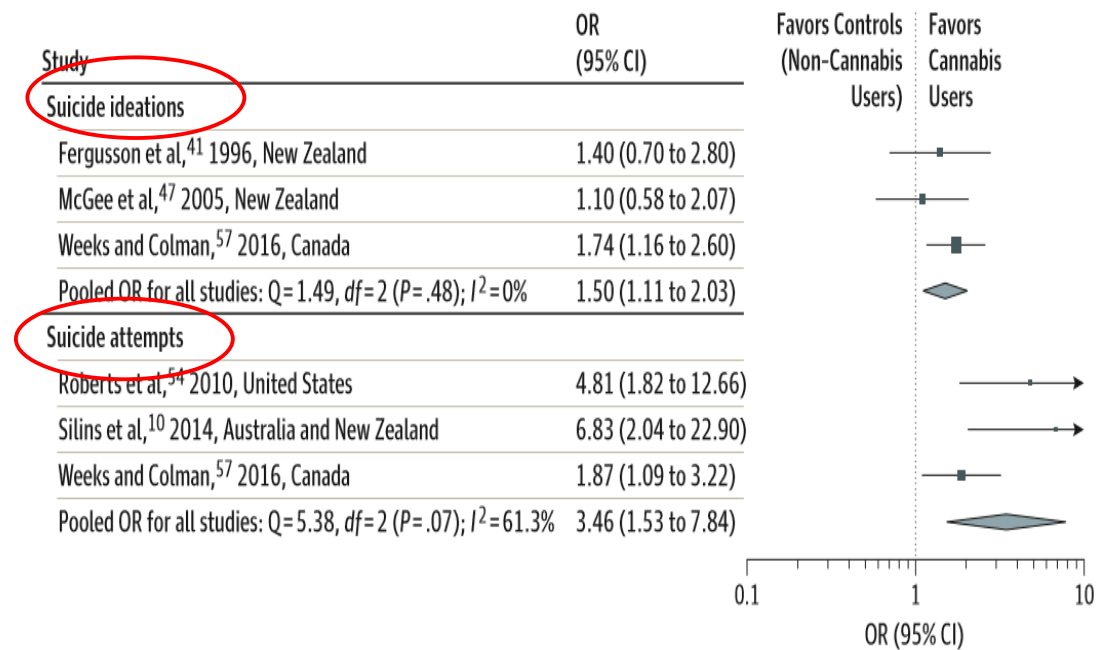 Study OR (95% CI) Favors Controls (Non-Cannabis Users) Favors Cannabis Users
Suicide ideations
Fergusson et al,41 1996, New Zealand 1.40 (0.70 to 2.80)
McGee et al,47 2005, New Zealand 1.10 (0.58 to 2.07)
Weeks and Colman,57 2016, Canada 1.74 (1.16 to 2.60)
Pooled OR for all studies: Q=1.49, df=2 (P=.48); I2=0% 1.50 (1.11 to 2.03)
Suicide attempts
Roberts et al,54 2010, United States 4.81 (1.82 to 12.66)
Silins et al,10 2014, Australia and New Zealand 6.83 (2.04 to 22.90)
Weeks and Colman,57 2016, Canada 1.87 (1.09 to 3.22)
Pooled OR for all studies: Q=5.38, df=2 (P=.07); I2=61.3% 3.46 (1.53 to 7.84)
0.1 1 10
OR (95% CI)